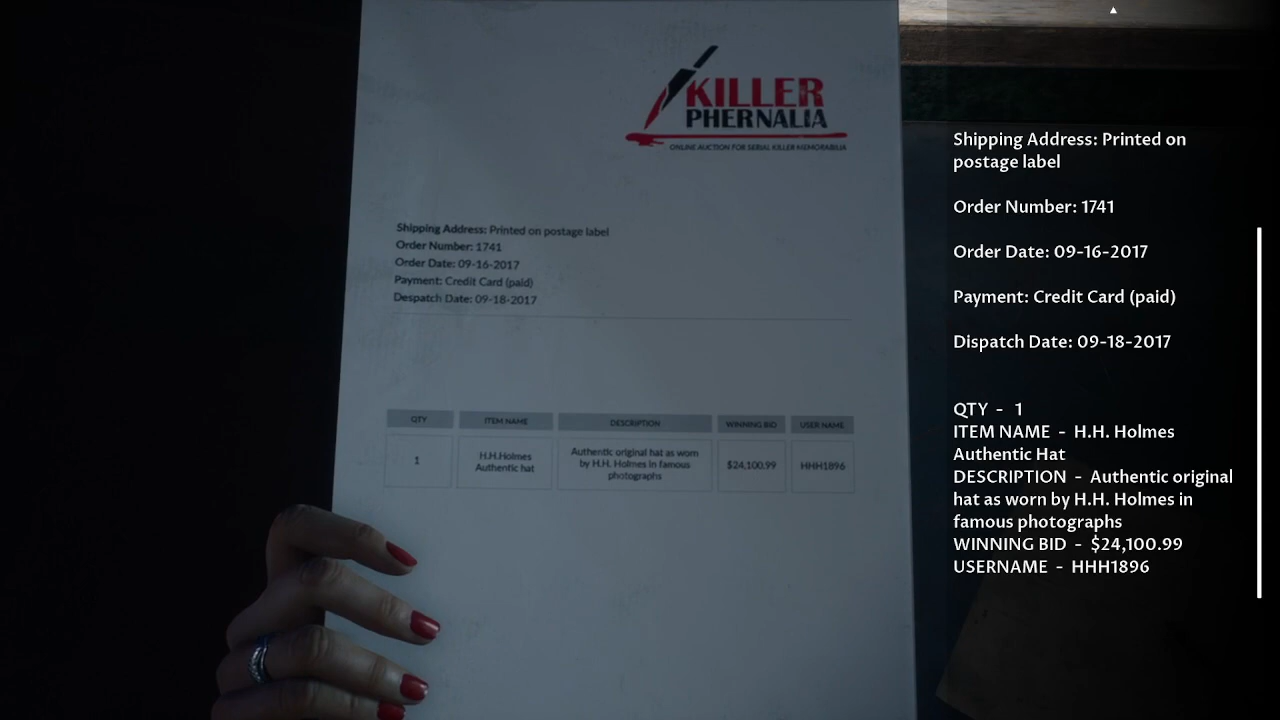 KILLER
PHERNALIA
ONLINE AUCTION FOR SERIAL KILLER MEMORABILIA
Shipping Address: Printed on postage label
Order Number: 1741
Order Date: 09-16-2017
Payment: Credit Card (paid)
Despatch Date: 09-18-2017
QTY ITEM NAME DESCRIPTION WINNING BID USER NAME
1 H.H.Holmes Authentic hat Authentic original hat as worn by H.H. Holmes in famous photographs $24,100.99 HHH1896
Shipping Address: Printed on
postage label
Order Number: 1741
Order Date: 09-16-2017
Payment: Credit Card (paid)
Dispatch Date: 09-18-2017
QTY - 1
ITEM NAME - H.H. Holmes
Authentic Hat
DESCRIPTION - Authentic original
hat as worn by H.H. Holmes in
famous photographs
WINNING BID - $24,100.99
USERNAME - HHH1896